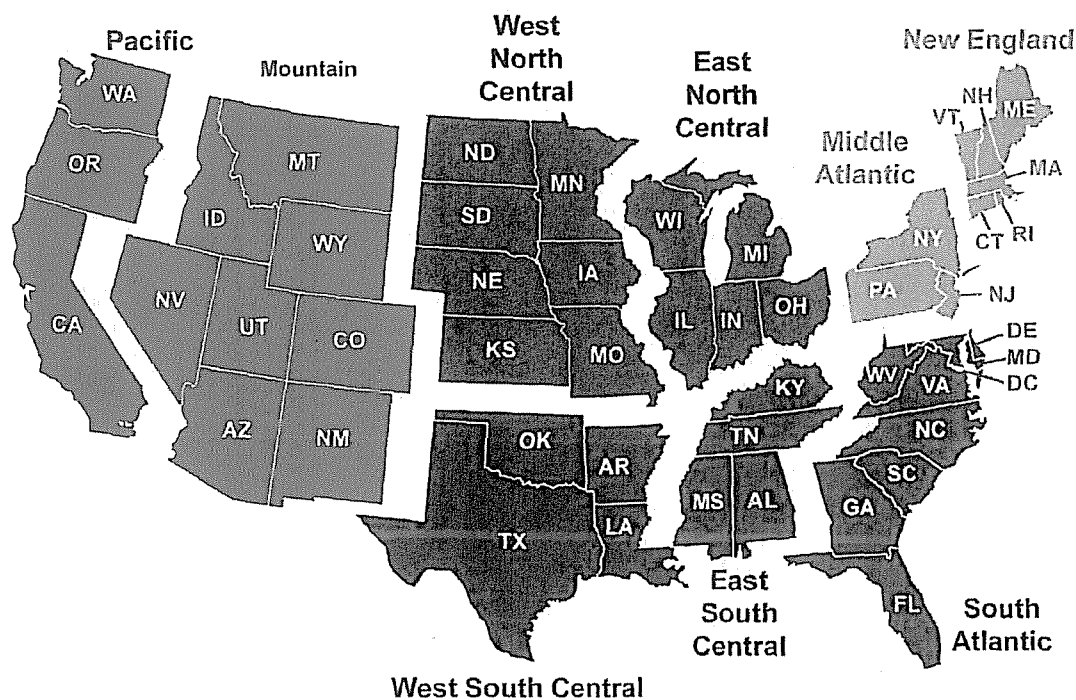 Pacific
Mountain
West
North
Central
East
North
Central
New England
Middle
Atlantic
WA
OR
CA
MT
ID
WY
NV
UT
CO
AZ
NM
ND
SD
NE
KS
MN
IA
MO
WI
MI
IL
IN
OH
VT
NH
ME
MA
CT
RI
NY
PA
NJ
OK
AR
TX
LA
KY
TN
MS
AL
WV
VA
DE
MD
DC
NC
SC
GA
FL
East
South
Central
South
Atlantic
West South Central